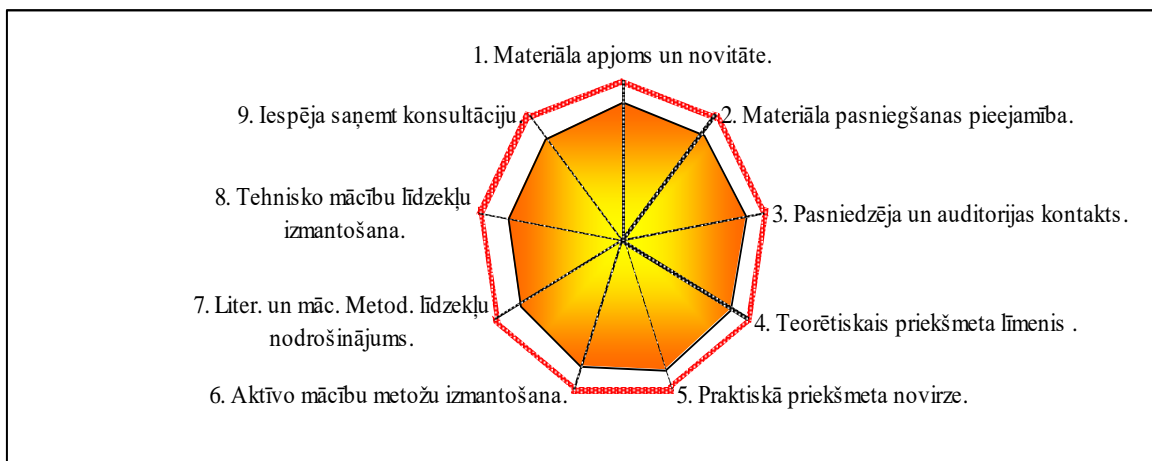 1. Materiāla apjoms un novitāte.
2. Materiāla pasniegšanas pieejamība.
3. Pasniedzēja un auditorijas kontakts.
4. Teorētiskais priekšmeta līmenis .
5. Praktiskā priekšmeta novirze.
6. Aktīvo mācību metožu izmantošana.
7. Liter. un māc. Metod. līdzekļu
nodrošinājums.
8. Tehnisko mācību līdzekļu
izmantošana.
9. Iespēja saņemt konsultāciju.